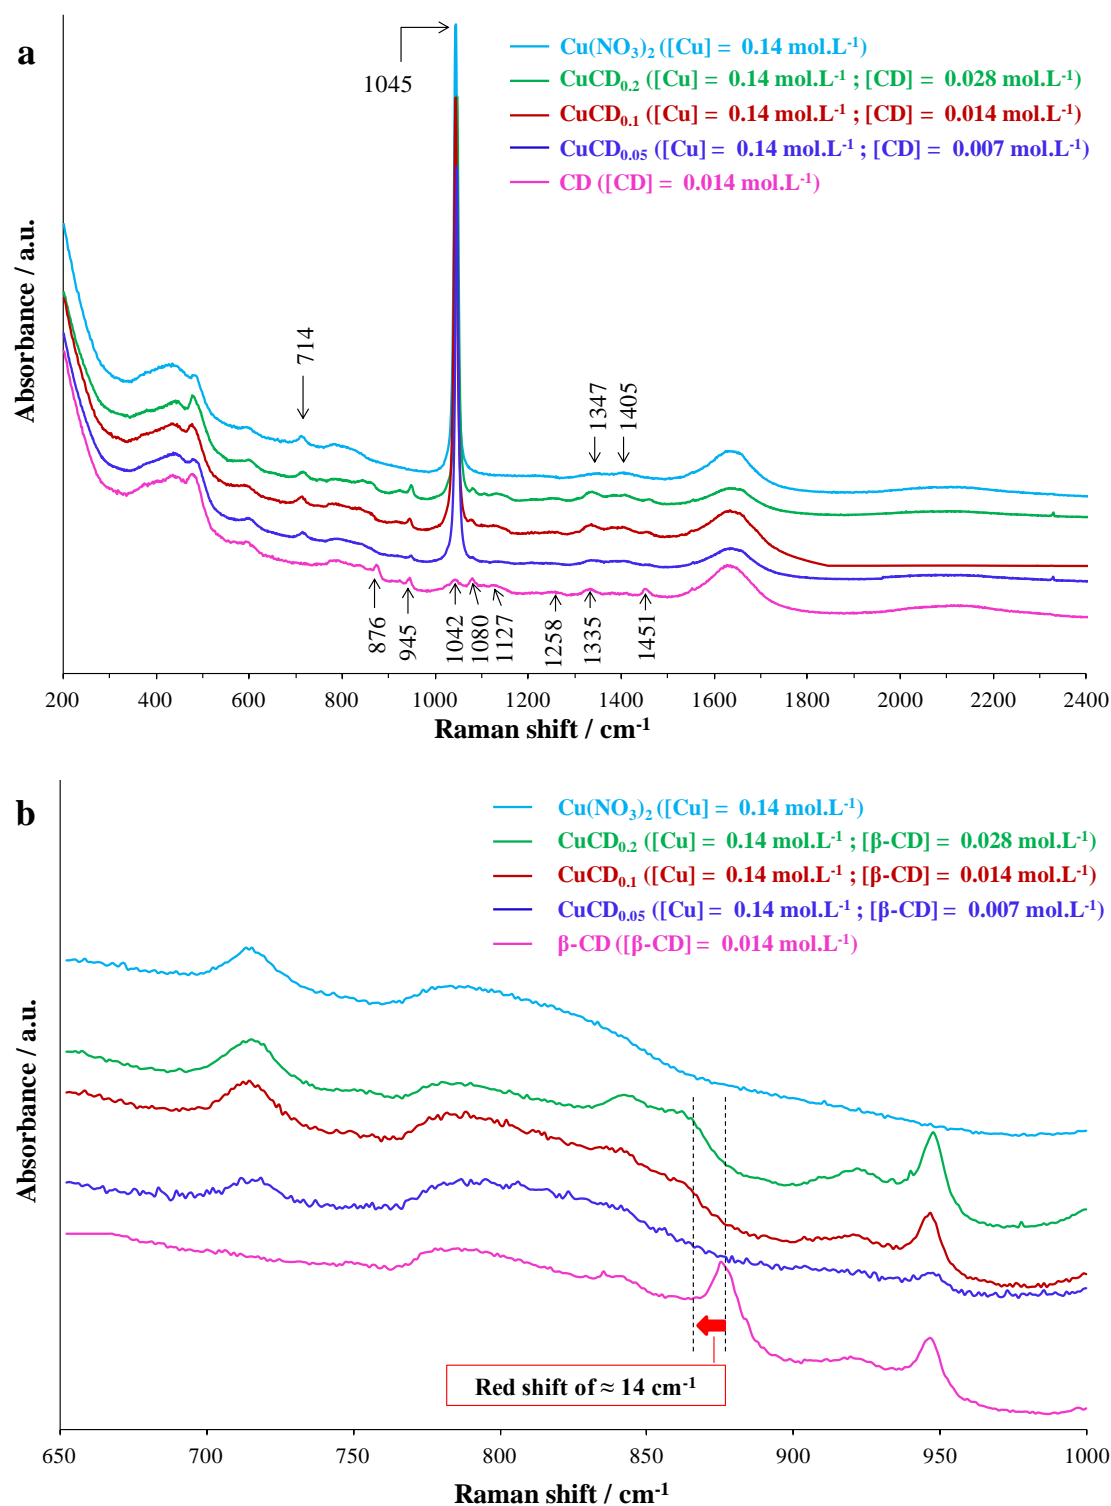 a
1045
Cu(NO₃)₂ ([Cu] = 0.14 mol.L⁻¹)
CuCD₀.₂ ([Cu] = 0.14 mol.L⁻¹ ; [CD] = 0.028 mol.L⁻¹)
CuCD₀.₁ ([Cu] = 0.14 mol.L⁻¹ ; [CD] = 0.014 mol.L⁻¹)
CuCD₀.₀₅ ([Cu] = 0.14 mol.L⁻¹ ; [CD] = 0.007 mol.L⁻¹)
CD ([CD] = 0.014 mol.L⁻¹)
Absorbance / a.u.
714
1347
1405
876
945
1042
1080
1127
1258
1335
1451
200 400 600 800 1000 1200 1400 1600 1800 2000 2200 2400
Raman shift / cm⁻¹
b
Cu(NO₃)₂ ([Cu] = 0.14 mol.L⁻¹)
CuCD₀.₂ ([Cu] = 0.14 mol.L⁻¹ ; [β-CD] = 0.028 mol.L⁻¹)
CuCD₀.₁ ([Cu] = 0.14 mol.L⁻¹ ; [β-CD] = 0.014 mol.L⁻¹)
CuCD₀.₀₅ ([Cu] = 0.14 mol.L⁻¹ ; [β-CD] = 0.007 mol.L⁻¹)
β-CD ([β-CD] = 0.014 mol.L⁻¹)
Absorbance / a.u.
Red shift of ≈ 14 cm⁻¹
650 700 750 800 850 900 950 1000
Raman shift / cm⁻¹